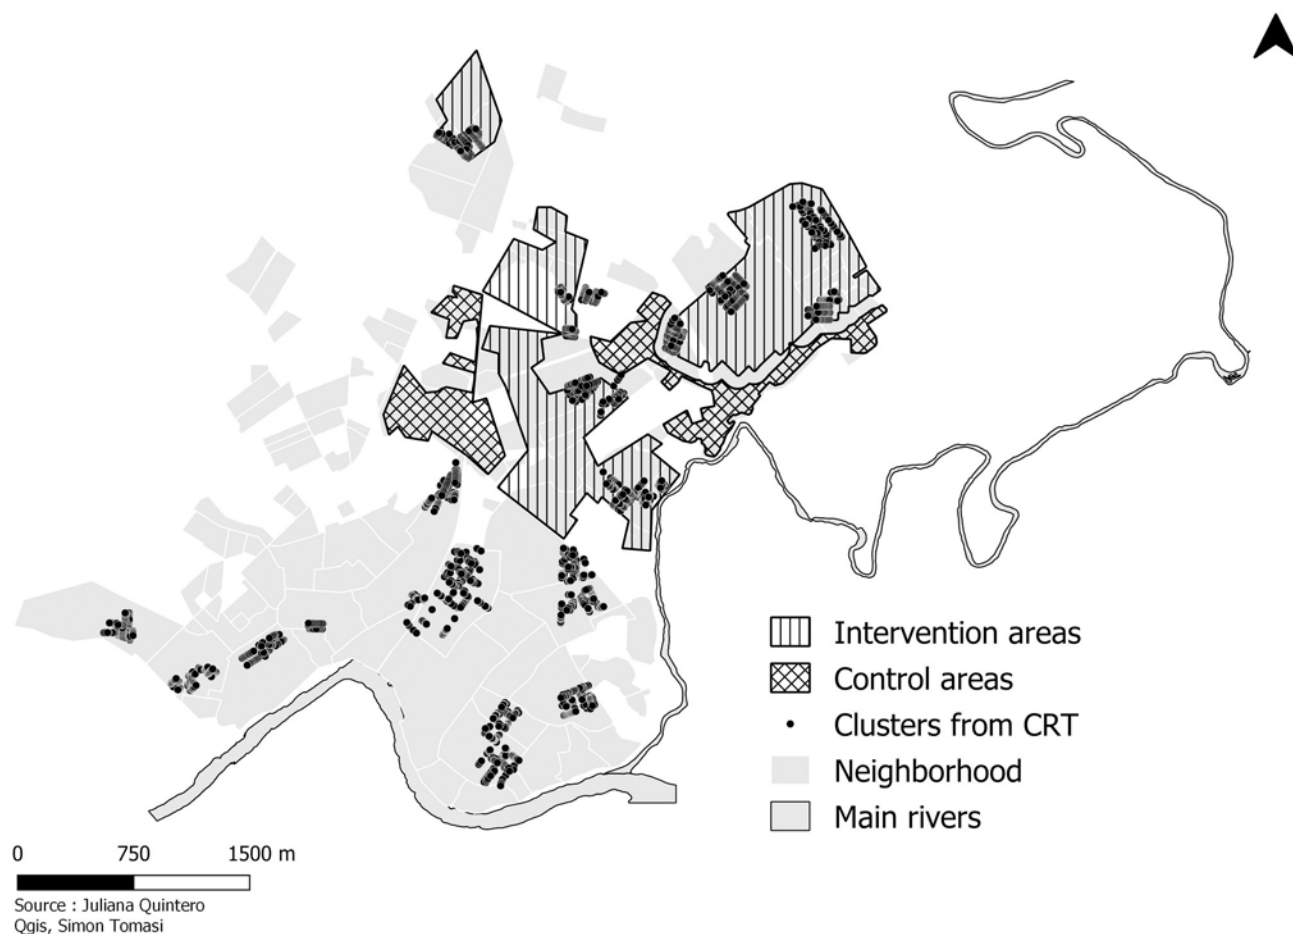 Intervention areas
Control areas
Clusters from CRT
Neighborhood
Main rivers
0 750 1500 m
Source : Juliana Quintero
Qgis, Simon Tomasi